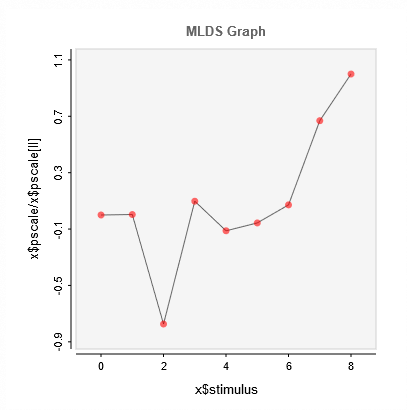 MLDS Graph
1.1
0.7
0.3
-0.1
-0.5
-0.9
x$pscale/x$pscale[ll]
0 2 4 6 8
x$stimulus